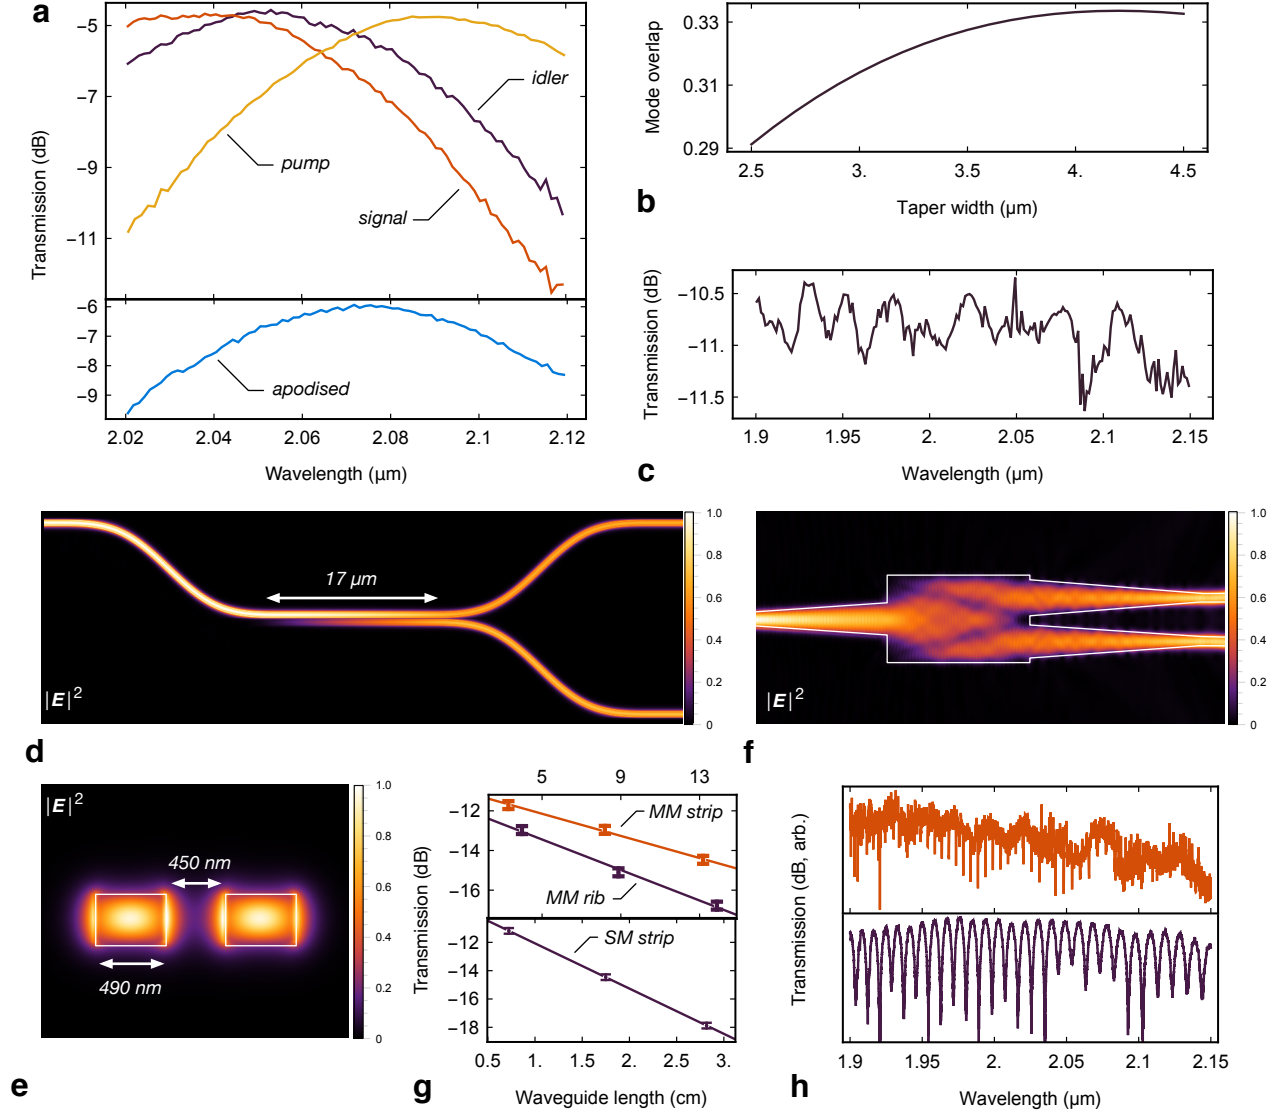 a
−5
−7
−9
−11
Transmission (dB)
idler
pump
signal
−6
−7
−8
−9
apodised
2.02 2.04 2.06 2.08 2.1 2.12
Wavelength (μm)
0.33
0.31
0.29
Mode overlap
2.5 3. 3.5 4. 4.5
Taper width (μm)
b
−10.5
−11.
−11.5
Transmission (dB)
1.9 1.95 2. 2.05 2.1 2.15
Wavelength (μm)
c
17 μm
|E|²
1.0
0.8
0.6
0.4
0.2
0
d
|E|²
1.0
0.8
0.6
0.4
0.2
0
f
|E|²
450 nm
490 nm
1.0
0.8
0.6
0.4
0.2
0
e
5 9 13
−12
−14
−16
MM strip
MM rib
Transmission (dB)
−12
−14
−16
−18
SM strip
0.5 1. 1.5 2. 2.5 3.
Waveguide length (cm)
g
Transmission (dB, arb.)
1.9 1.95 2. 2.05 2.1 2.15
Wavelength (μm)
h